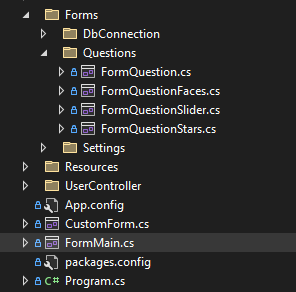 Forms
DbConnection
Questions
FormQuestion.cs
FormQuestionFaces.cs
FormQuestionSlider.cs
FormQuestionStars.cs
Settings
Resources
UserController
App.config
CustomForm.cs
FormMain.cs
packages.config
C# Program.cs